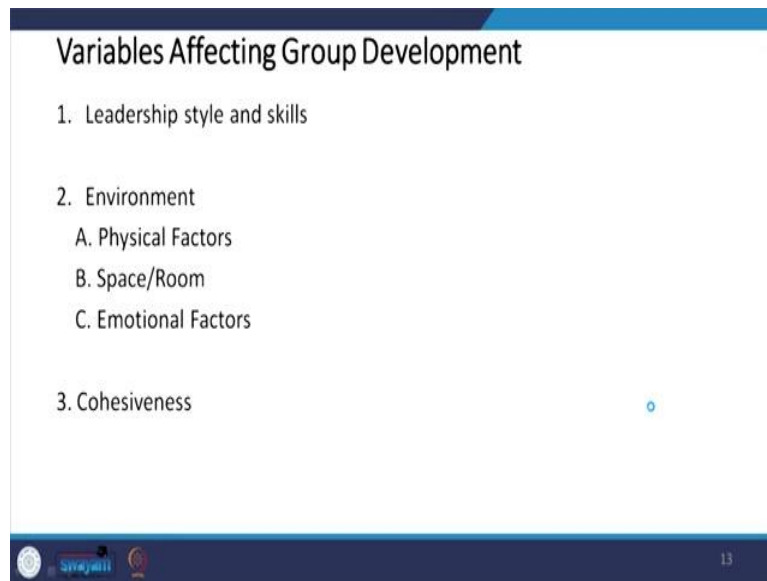 Variables Affecting Group Development
1. Leadership style and skills
2. Environment
A. Physical Factors
B. Space/Room
C. Emotional Factors
3. Cohesiveness
swayam
13